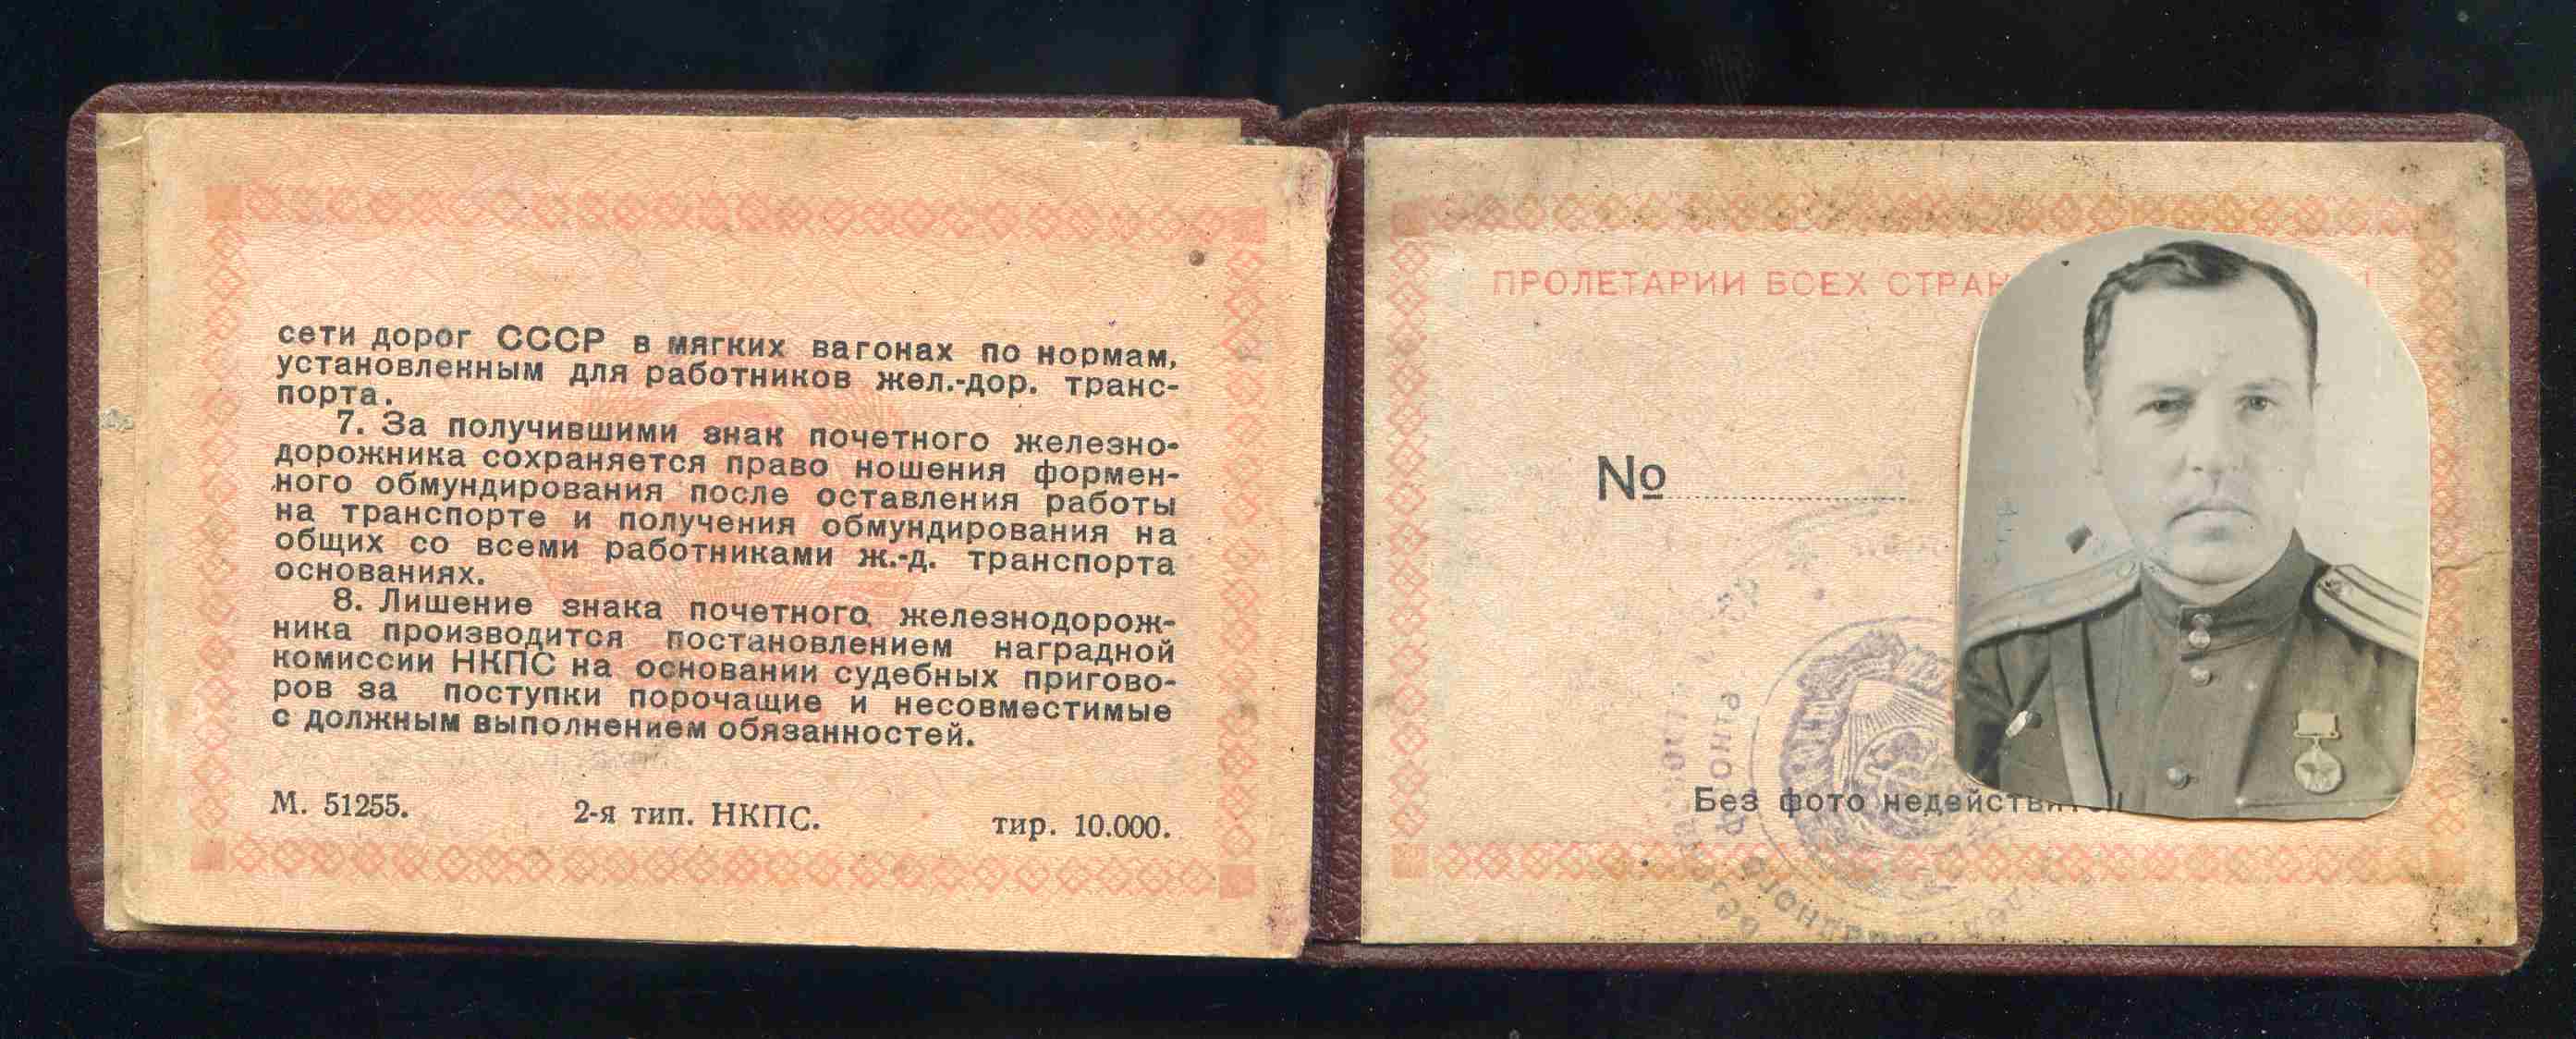 сети дорог СССР в мягких вагонах по нормам,
установленным для работников жел.-дор. транс-
порта.
7. За получившими знак почетного железно-
дорожника сохраняется право ношения формен-
ного обмундирования после оставления работы
на транспорте и получения обмундирования на
общих со всеми работниками ж.-д. транспорта
основаниях.
8. Лишение знака почетного железнодорож-
ника производится постановлением наградной
комиссии НКПС на основании судебных пригово-
ров за поступки порочащие и несовместимые
с должным выполнением обязанностей.
М. 51255. 2-я тип. НКПС. тир. 10.000.
ПРОЛЕТАРИИ ВСЕХ СТРАН
№
Без фото